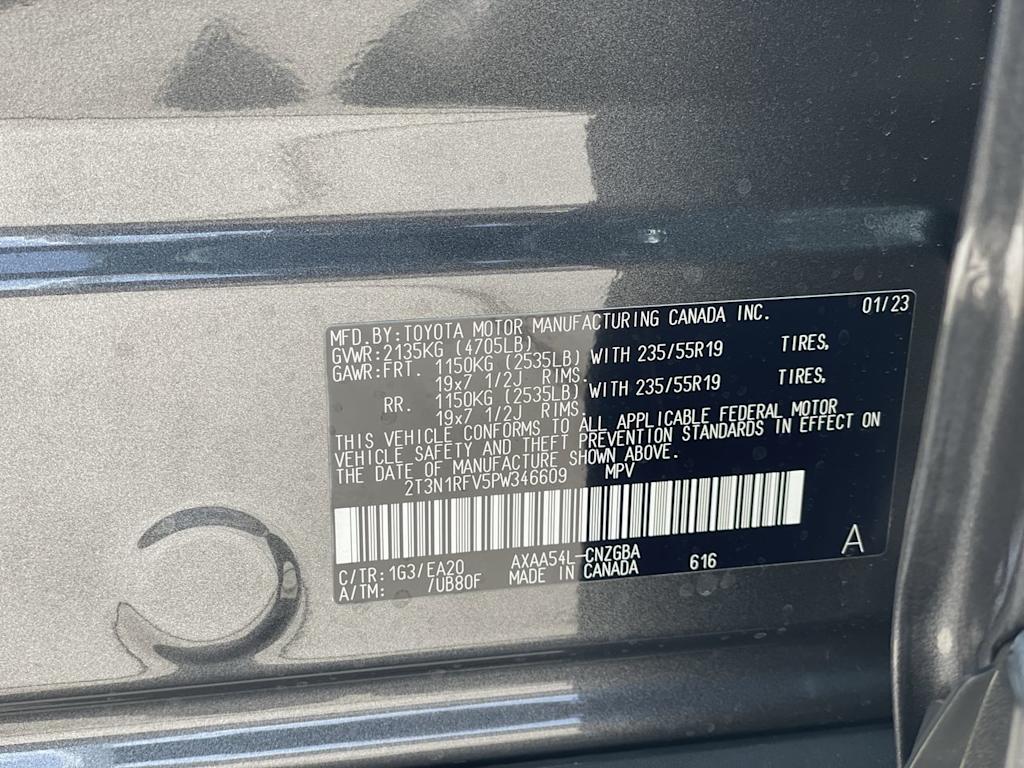 MFD.BY:TOYOTA MOTOR MANUFACTURING CANADA INC. 01/23
GVWR:2135KG (4705LB)
GAWR:FRT. 1150KG (2535LB) WITH 235/55R19 TIRES,
19x7 1/2J RIMS.
RR. 1150KG (2535LB) WITH 235/55R19 TIRES,
19x7 1/2J RIMS.
THIS VEHICLE CONFORMS TO ALL APPLICABLE FEDERAL MOTOR
VEHICLE SAFETY AND THEFT PREVENTION STANDARDS IN EFFECT ON
THE DATE OF MANUFACTURE SHOWN ABOVE.
2T3N1RFV5PW346609 MPV
A
C/TR:1G3/EA20 AXAA54L-CNZGBA 616
A/TM: /UB80F MADE IN CANADA